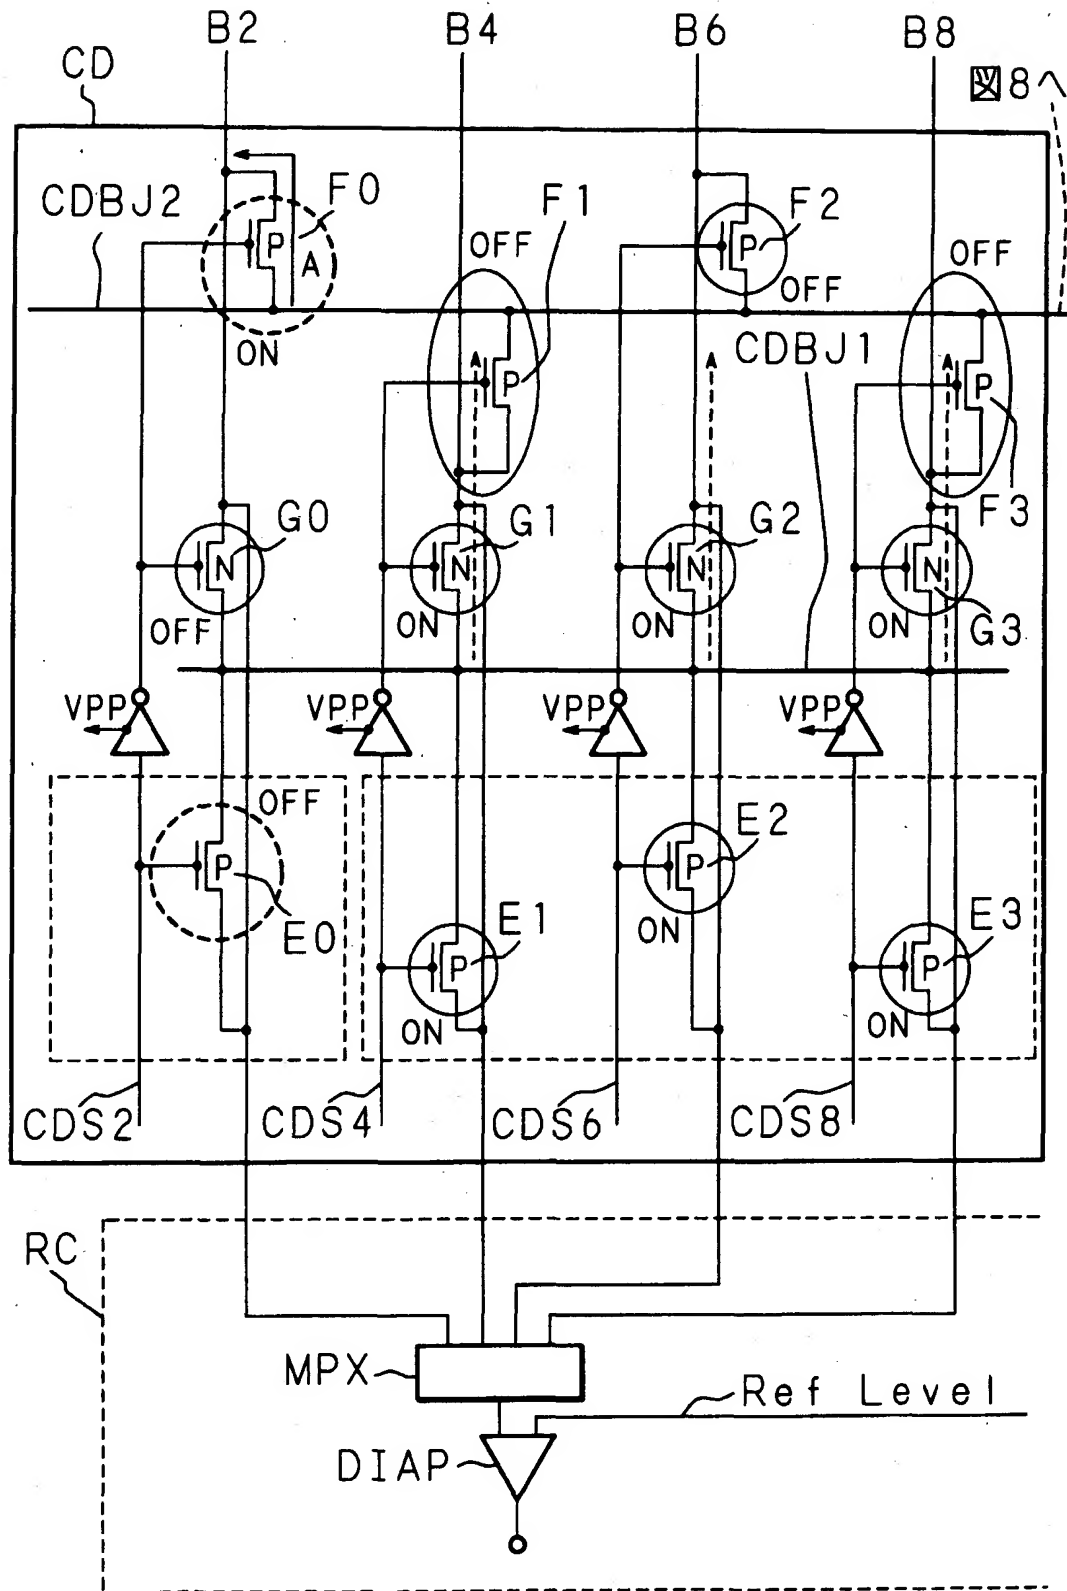 B2 B4 B6 B8
CD
図8へ
CDBJ2 F0 F1 F2
OFF OFF
P P
A
OFF
ON CDBJ1
P P
G0 G1 G2 F3
N N N N
OFF ON ON ON G3
VPP VPP VPP VPP
OFF E2
P P
E0 E1 ON E3
P P
ON ON
CDS2 CDS4 CDS6 CDS8
RC
MPX
Ref Level
DIAP